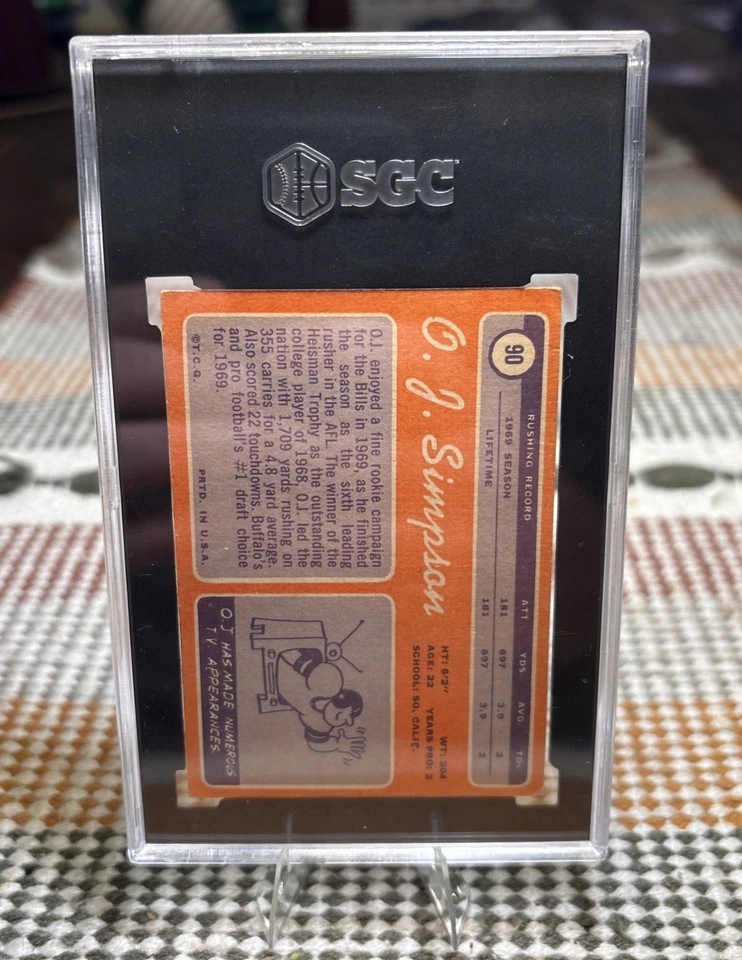 SGC
90
RUSHING RECORD ATT. YDS. AVG. TD.
1969 SEASON 181 697 3.9 2
LIFETIME 181 697 3.9 2
O. J. Simpson
HT: 6'2" WT: 204
AGE: 22 YEARS PRO: 2
SCHOOL: SO. CALIF.
O.J. enjoyed a fine rookie campaign
for the Bills in 1969, as he finished
the season as the sixth leading
rusher in the AFL. The winner of the
Heisman Trophy as the outstanding
college player of 1968, O.J. led the
nation with 1,709 yards rushing on
355 carries for a 4.8 yard average.
Also scored 22 touchdowns. Buffalo's
and pro football's #1 draft choice
for 1969.
©T.C.G. PRTD. IN U.S.A.
O.J HAS MADE NUMEROUS
T.V. APPEARANCES.